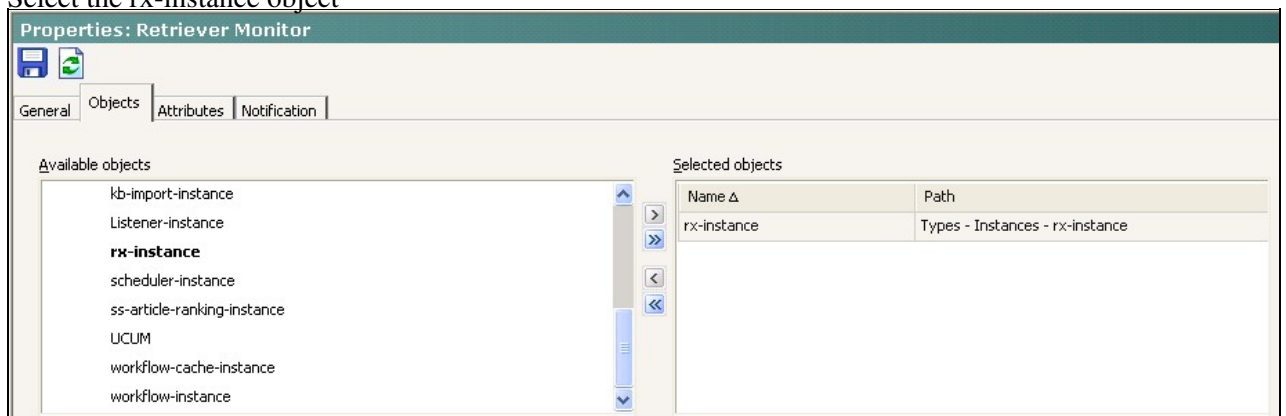 Select the rx-instance object
Properties: Retriever Monitor
General Objects Attributes Notification
Available objects
kb-import-instance
Listener-instance
rx-instance
scheduler-instance
ss-article-ranking-instance
UCUM
workflow-cache-instance
workflow-instance
Selected objects
Name Path
rx-instance Types - Instances - rx-instance